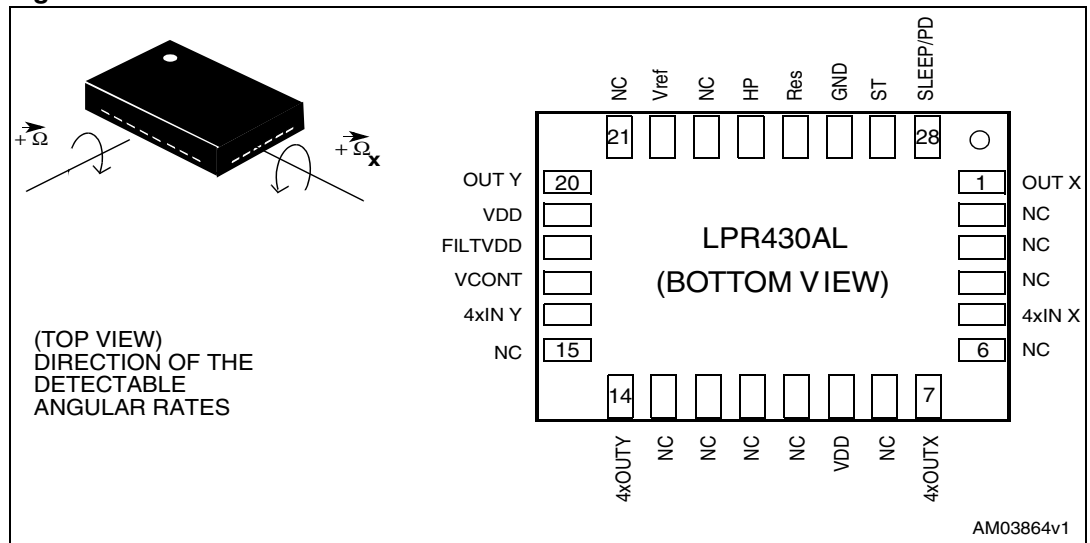 + Ω
+ Ωx
(TOP VIEW)
DIRECTION OF THE
DETECTABLE
ANGULAR RATES
NC
Vref
NC
HP
Res
GND
ST
SLEEP/PD
21
28
OUT Y
20
VDD
FILTVDD
VCONT
4xIN Y
NC
15
LPR430AL
(BOTTOM VIEW)
1
OUT X
NC
NC
NC
4xIN X
6
NC
14
7
4xOUTY
NC
NC
NC
NC
VDD
NC
4xOUTX
AM03864v1